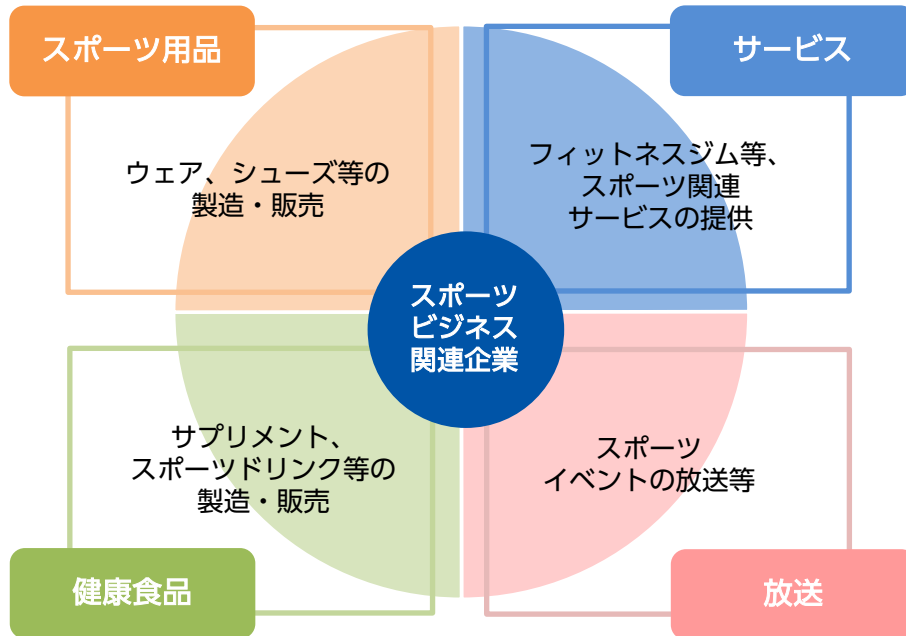 スポーツ用品
サービス
ウェア、シューズ等の
製造・販売
フィットネスジム等、
スポーツ関連
サービスの提供
スポーツ
ビジネス
関連企業
サプリメント、
スポーツドリンク等の
製造・販売
スポーツ
イベントの放送等
健康食品
放送